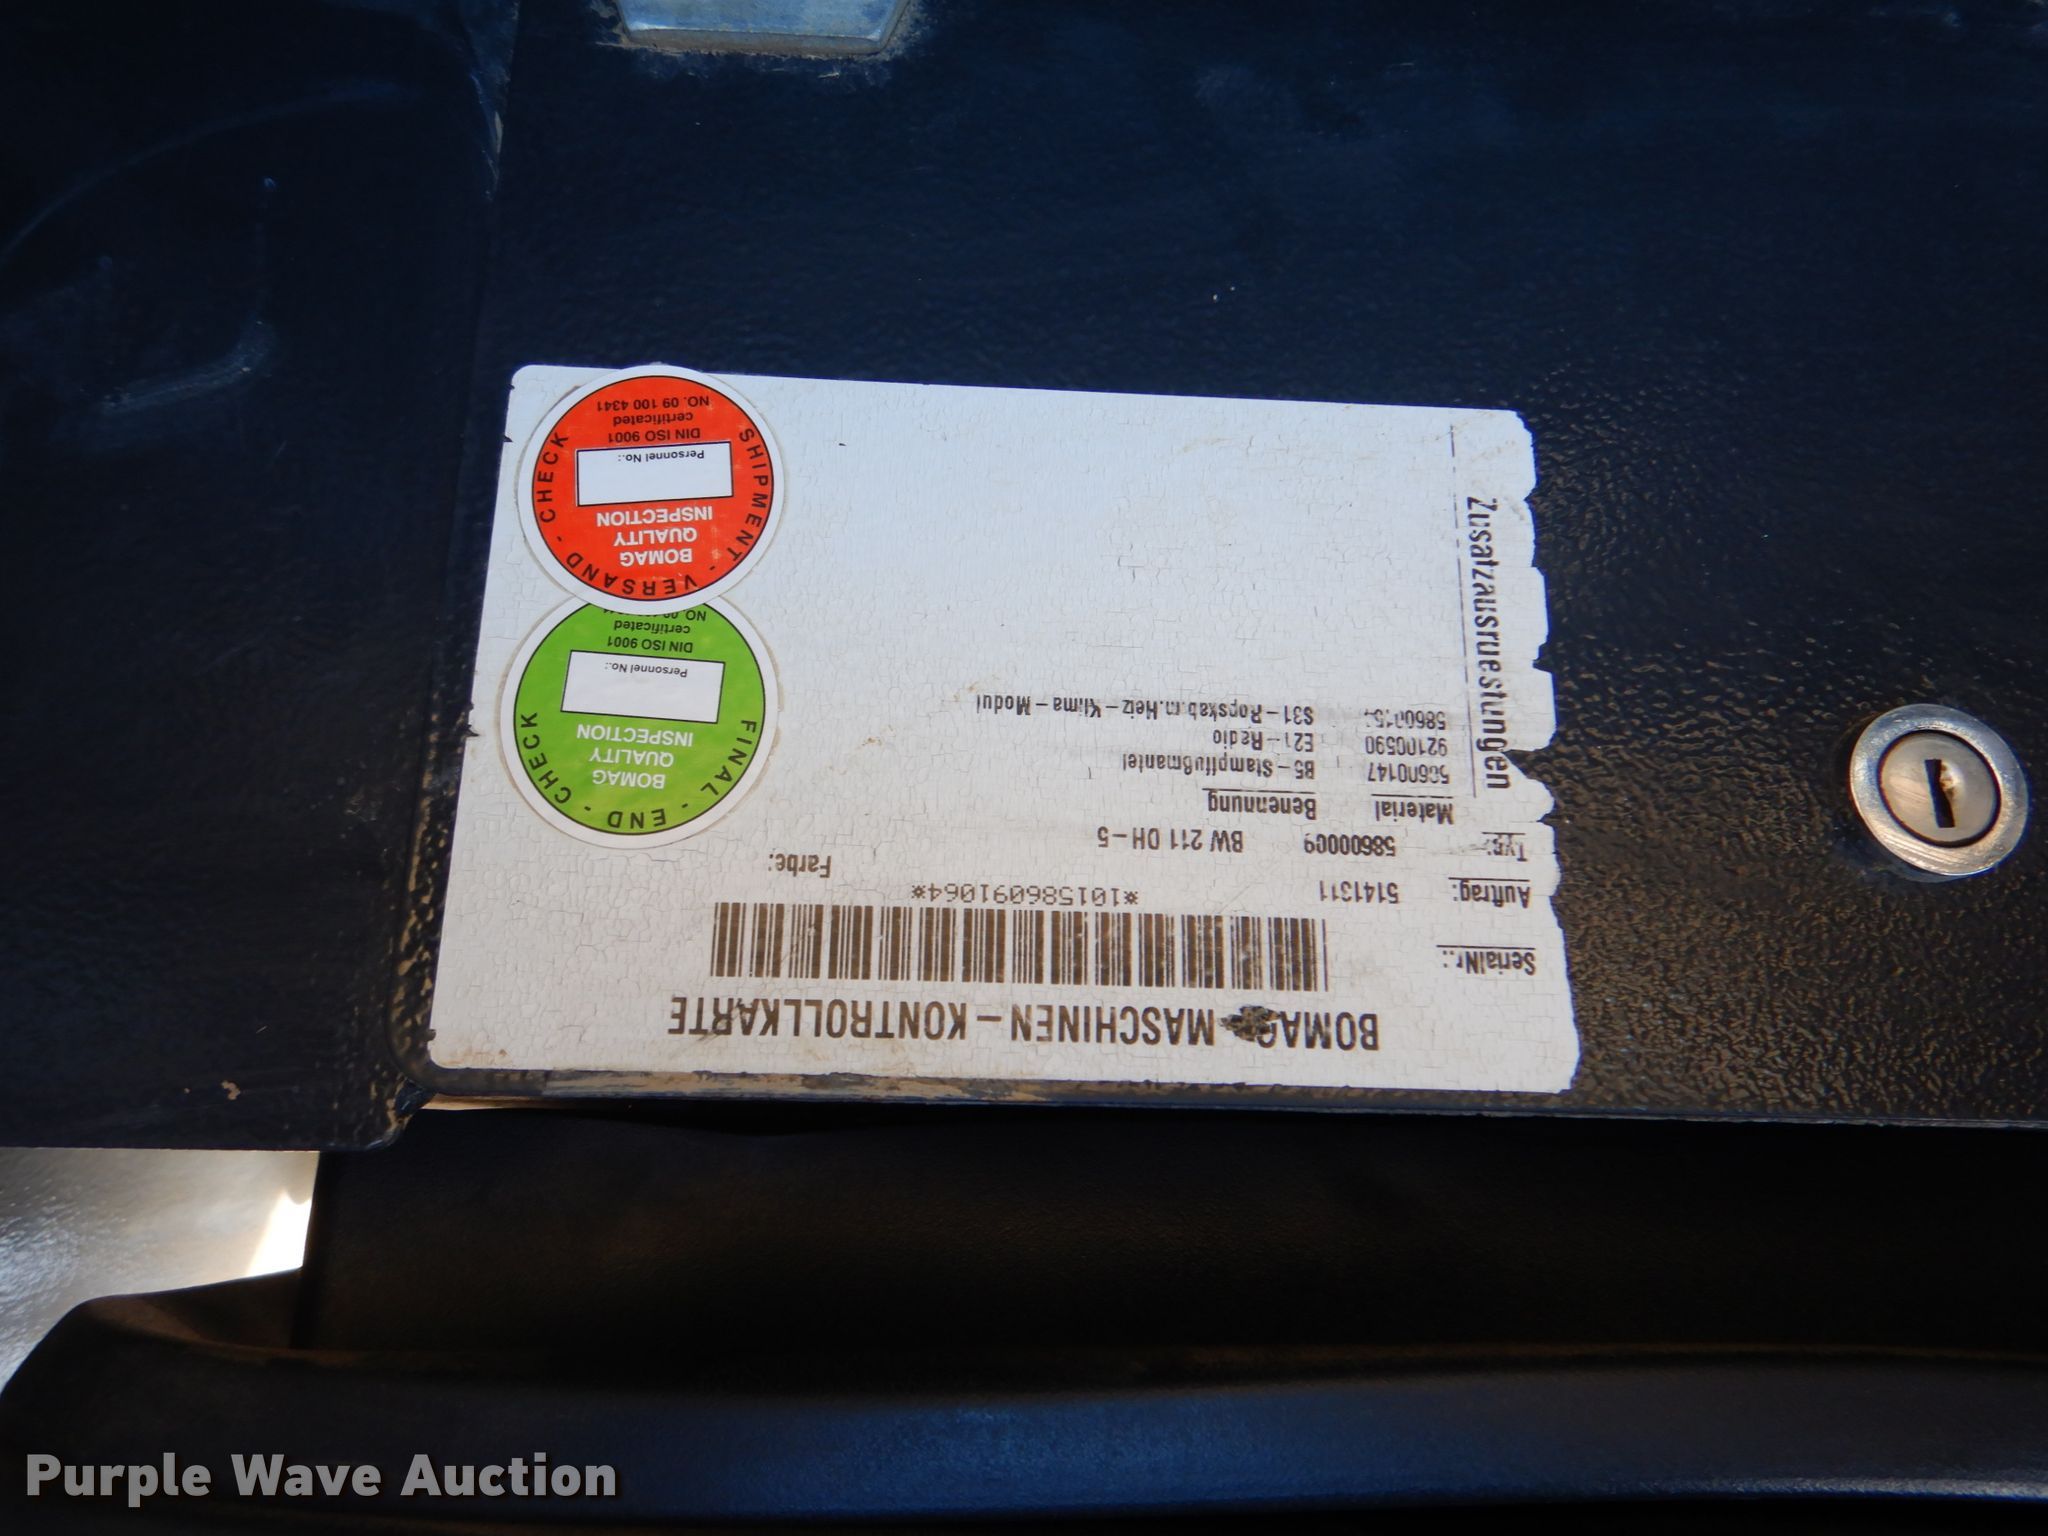 BOMAG MASCHINEN-KONTROLLKARTE
SerialNr.:
*101586091064*
Auftrag: 5141311
Farbe:
Typ: 58600009 BW 211 DH-5
Material Benennung
58600147 B5-Stampffußmantel
92100590 E21-Radio
S31-Ropskab.m.Heiz-Klima-Modul
Zusatzausruestungen
FINAL - END - CHECK
BOMAG
QUALITY
INSPECTION
Personnel No.:
DIN ISO 9001
certificated
SHIPMENT - VERSAND - CHECK
BOMAG
QUALITY
INSPECTION
Personnel No.:
DIN ISO 9001
certificated
NO. 09 100 4341
Purple Wave Auction